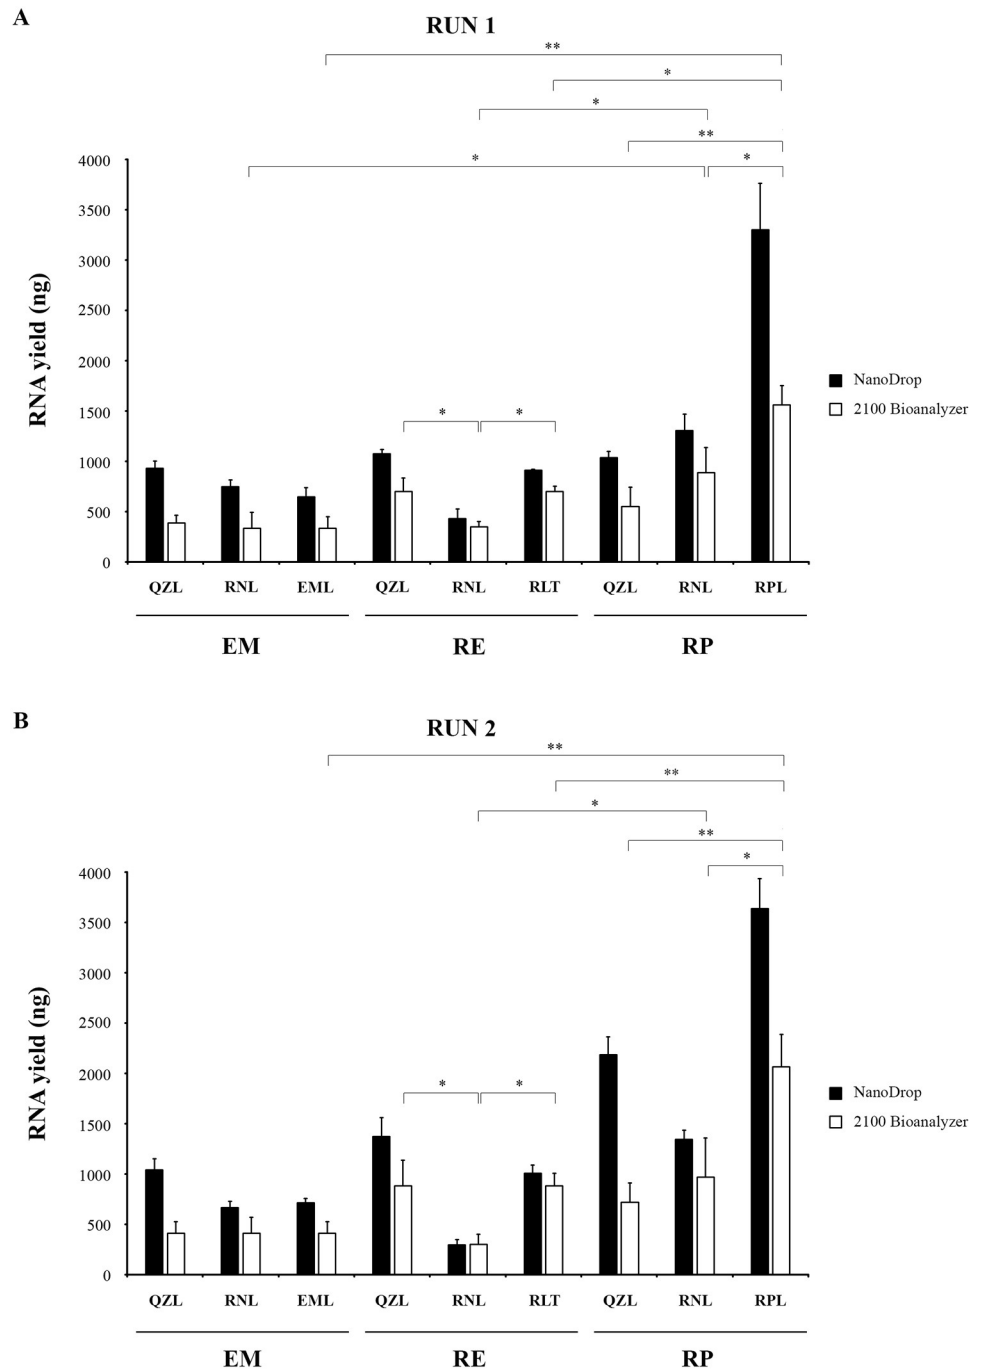 A
RUN 1
**
*
*
**
*
*
4000
3500
3000
2500
2000
1500
1000
500
0
RNA yield (ng)
*
*
NanoDrop
2100 Bioanalyzer
QZL RNL EML QZL RNL RLT QZL RNL RPL
EM RE RP
B
RUN 2
**
**
*
**
*
4000
3500
3000
2500
2000
1500
1000
500
0
RNA yield (ng)
*
*
NanoDrop
2100 Bioanalyzer
QZL RNL EML QZL RNL RLT QZL RNL RPL
EM RE RP